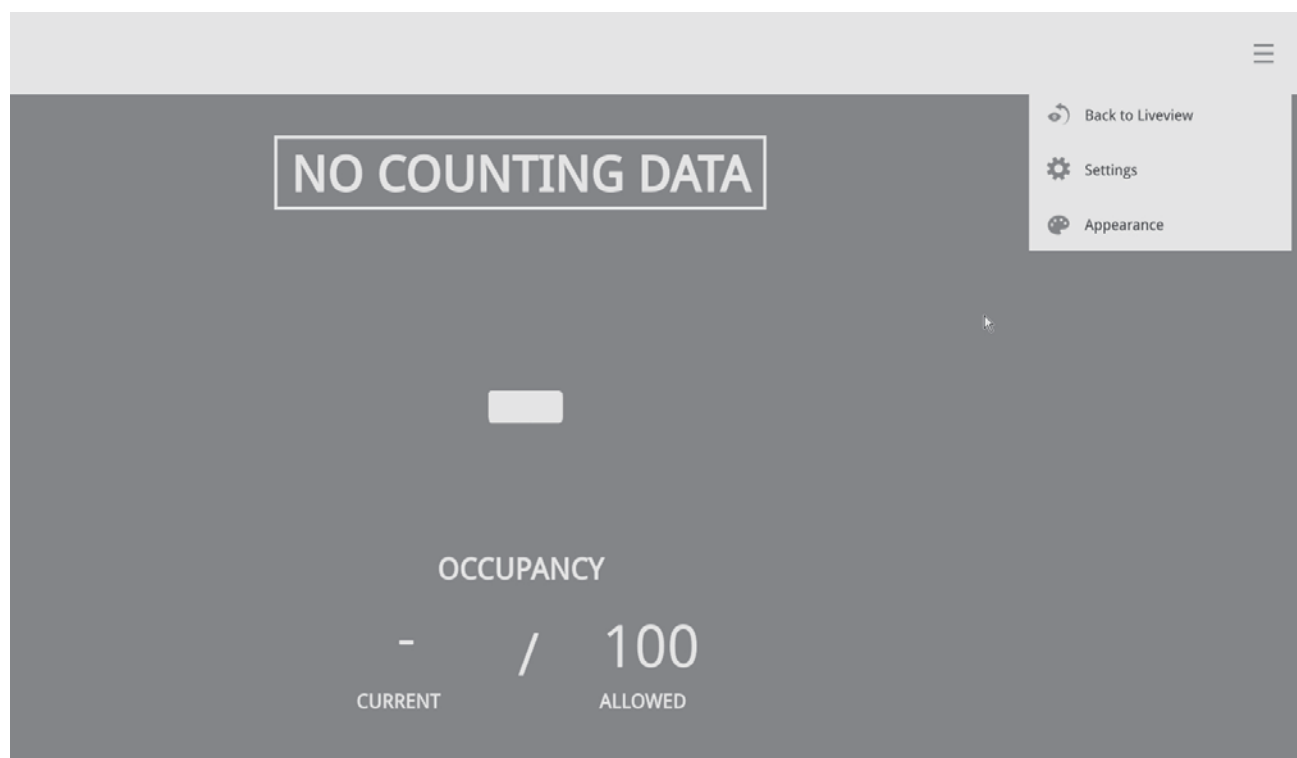 Back to Liveview
NO COUNTING DATA
Settings
Appearance
OCCUPANCY
- / 100
CURRENT ALLOWED